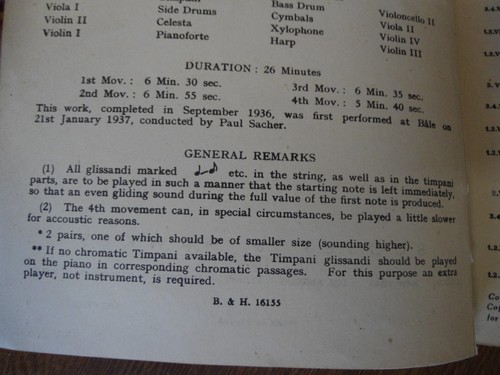 Viola I Bass Drum Violoncello II
Violin II Side Drums Cymbals Viola II
Violin I Celesta Xylophone Violin IV
Pianoforte Harp Violin III
DURATION: 26 Minutes
1st Mov.: 6 Min. 30 sec. 3rd Mov.: 6 Min. 35 sec.
2nd Mov.: 6 Min. 55 sec. 4th Mov.: 5 Min. 40 sec.
This work, completed in September 1936, was first performed at Bâle on
21st January 1937, conducted by Paul Sacher.
GENERAL REMARKS
(1) All glissandi marked etc. in the string, as well as in the timpani
parts, are to be played in such a manner that the starting note is left immediately,
so that an even gliding sound during the full value of the first note is produced.
(2) The 4th movement can, in special circumstances, be played a little slower
for accoustic reasons.
* 2 pairs, one of which should be of smaller size (sounding higher).
** If no chromatic Timpani available, the Timpani glissandi should be played
on the piano in corresponding chromatic passages. For this purpose an extra
player, not instrument, is required.
B. & H. 16155
Co
Cop
for